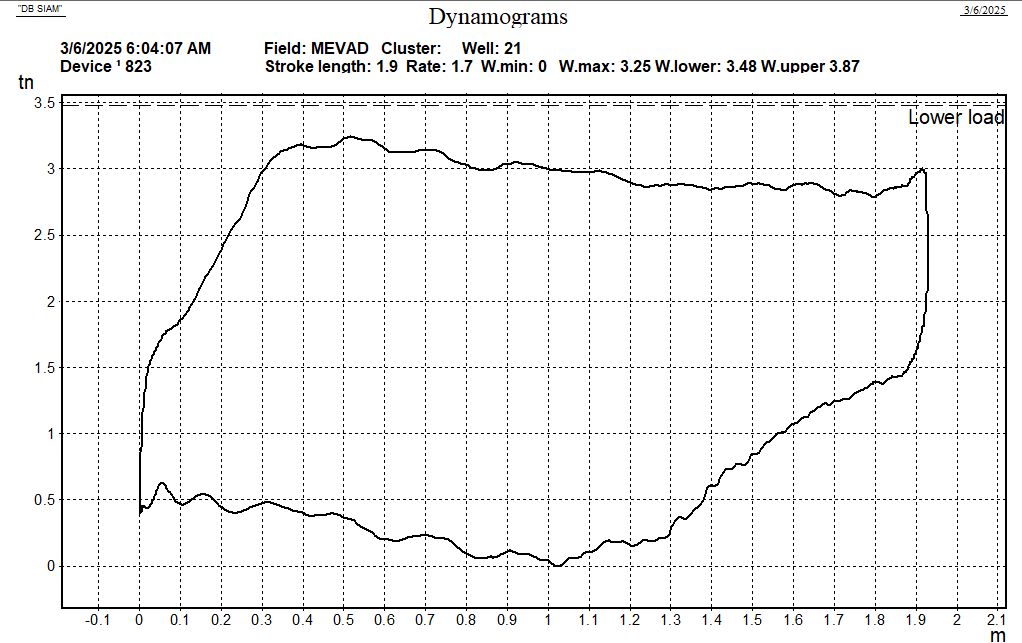 "DB SIAM"
3/6/2025
Dynamograms
3/6/2025 6:04:07 AM Field: MEVAD Cluster: Well: 21
Device ¹ 823 Stroke length: 1.9 Rate: 1.7 W.min: 0 W.max: 3.25 W.lower: 3.48 W.upper 3.87
tn
3.5
Lower load
3
2.5
2
1.5
1
0.5
0
-0.1 0 0.1 0.2 0.3 0.4 0.5 0.6 0.7 0.8 0.9 1 1.1 1.2 1.3 1.4 1.5 1.6 1.7 1.8 1.9 2 2.1
m